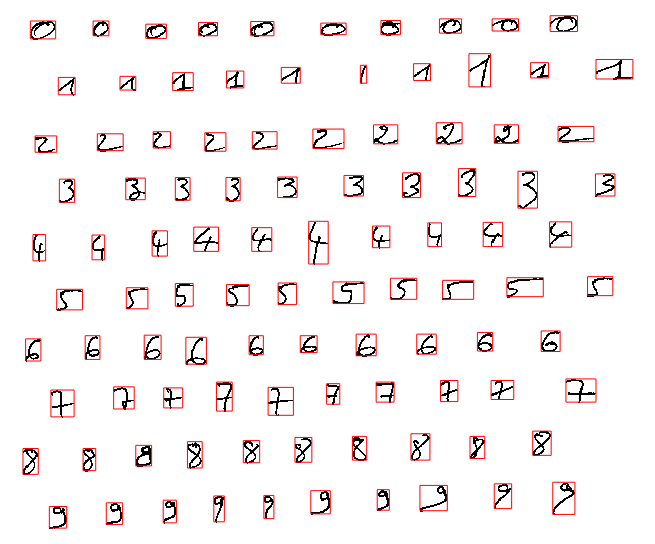 0 0 0 0 0 0 0 0 0 0
1 1 1 1 1 1 1 1 1 1
2 2 2 2 2 2 2 2 2 2
3 3 3 3 3 3 3 3 3 3
4 4 4 4 4 4 4 4 4 4
5 5 5 5 5 5 5 5 5 5
6 6 6 6 6 6 6 6 6 6
7 7 7 7 7 7 7 7 7 7
8 8 8 8 8 8 8 8 8 8
9 9 9 9 9 9 9 9 9 9